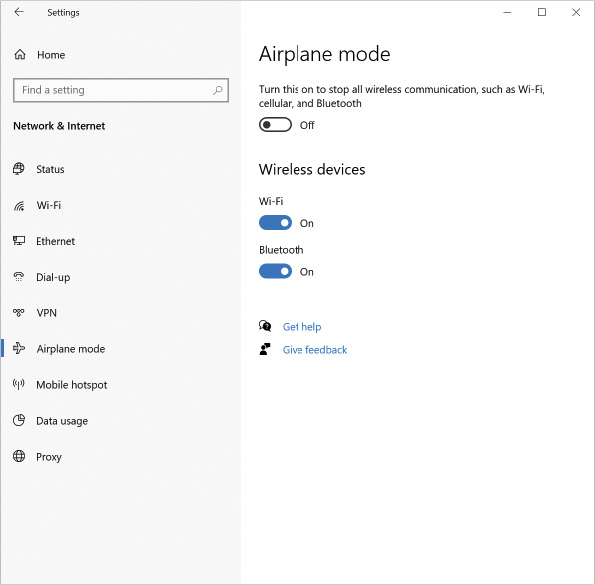 Settings
Home
Find a setting
Network & Internet
Status
Wi-Fi
Ethernet
Dial-up
VPN
Airplane mode
Mobile hotspot
Data usage
Proxy
Airplane mode
Turn this on to stop all wireless communication, such as Wi-Fi,
cellular, and Bluetooth
Off
Wireless devices
Wi-Fi
On
Bluetooth
On
Get help
Give feedback